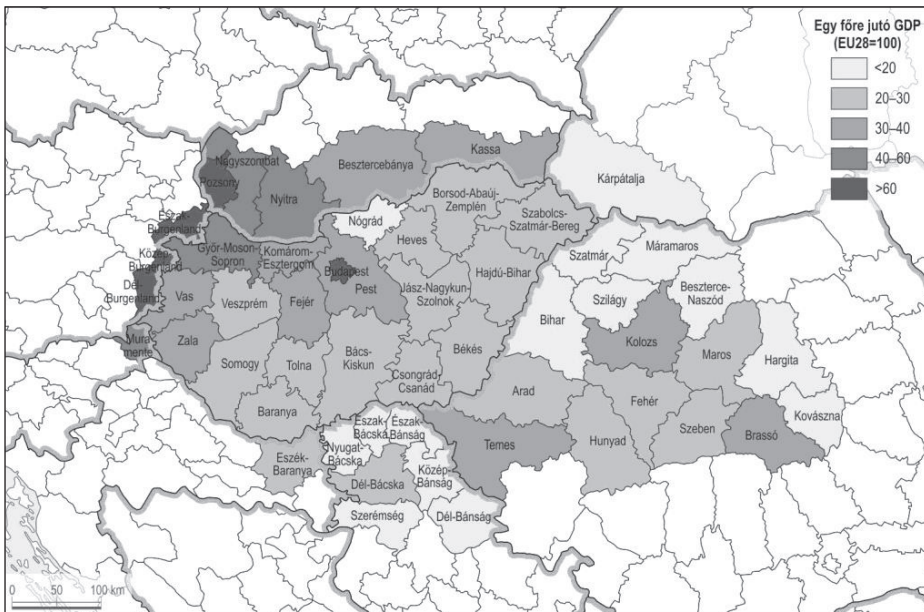 Egy főre jutó GDP
(EU28=100)
<20
20–30
30–40
40–60
>60
Nagyszombat
Pozsony
Nyitra
Besztercebánya
Kassa
Kárpátalja
Észak-
Burgenland
Közép-
Burgenland
Dél-
Burgenland
Győr-Moson-
Sopron
Komárom-
Esztergom
Nógrád
Borsod-Abaúj-
Zemplén
Szabolcs-
Szatmár-Bereg
Heves
Budapest
Pest
Vas
Veszprém
Fejér
Jász-Nagykun-
Szolnok
Hajdú-Bihar
Mura
mente
Zala
Somogy
Tolna
Bács-
Kiskun
Békés
Csongrád-
Csanád
Baranya
Szatmár
Máramaros
Szilágy
Beszterce-
Naszód
Bihar
Kolozs
Maros
Hargita
Arad
Fehér
Kovászna
Temes
Hunyad
Szeben
Brassó
Eszék-
Baranya
Észak-
Bácska
Észak-
Bánság
Nyugat-
Bácska
Dél-Bácska
Közép-
Bánság
Szerémség
Dél-Bánság
0 50 100 km